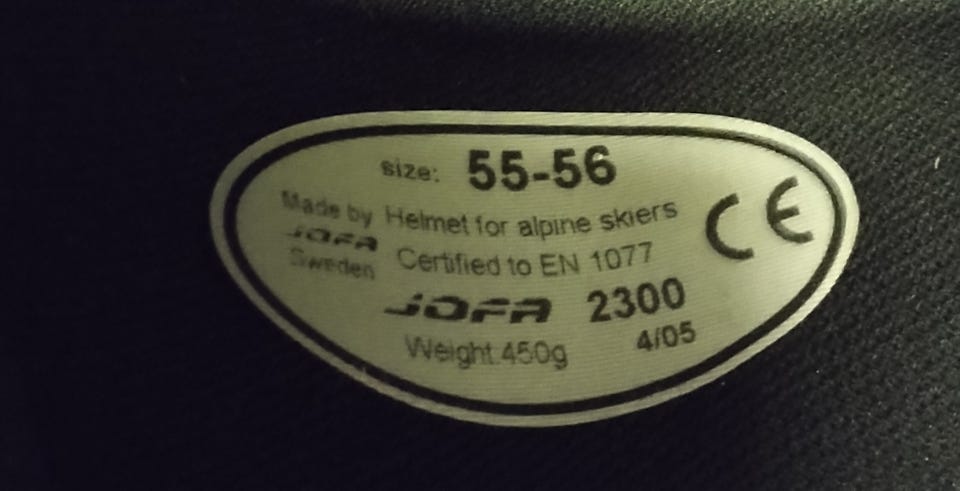 size: 55-56
Made by
JOFA
Sweden
Helmet for alpine skiers
Certified to EN 1077
CE
JOFA 2300
Weight.450g 4/05